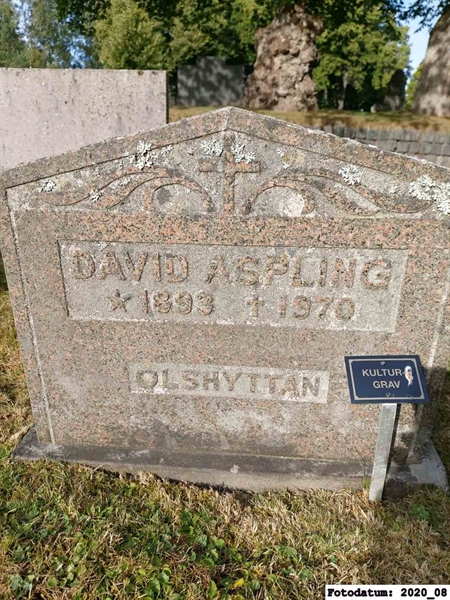 DAVID ASPLING
★ 1893 ✝ 1970
OLSHYTTAN
KULTUR-
GRAV
Fotodatum: 2020_08